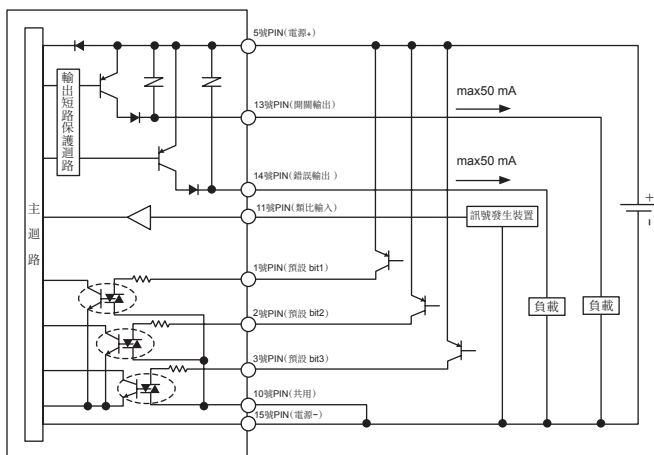 5號PIN(電源+)
輸出短路保護迴路
max50 mA
13號PIN(開關輸出)
max50 mA
14號PIN(錯誤輸出 )
11號PIN(類比輸入)
訊號發生裝置
主迴路
+
-
1號PIN(預設 bit1)
2號PIN(預設 bit2)
負載
負載
3號PIN(預設 bit3)
10號PIN(共用)
15號PIN(電源−)